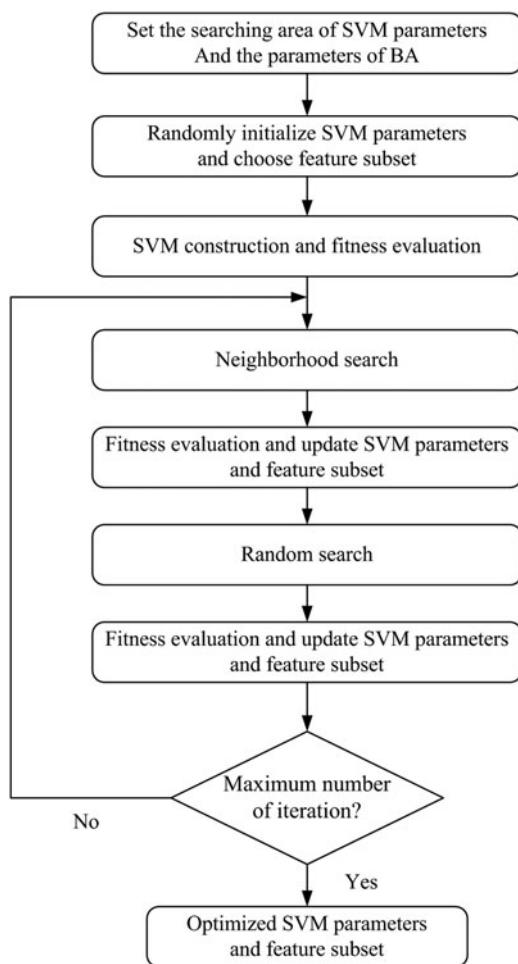 Set the searching area of SVM parameters
And the parameters of BA
Randomly initialize SVM parameters
and choose feature subset
SVM construction and fitness evaluation
Neighborhood search
Fitness evaluation and update SVM parameters
and feature subset
Random search
Fitness evaluation and update SVM parameters
and feature subset
Maximum number
of iteration?
No
Yes
Optimized SVM parameters
and feature subset